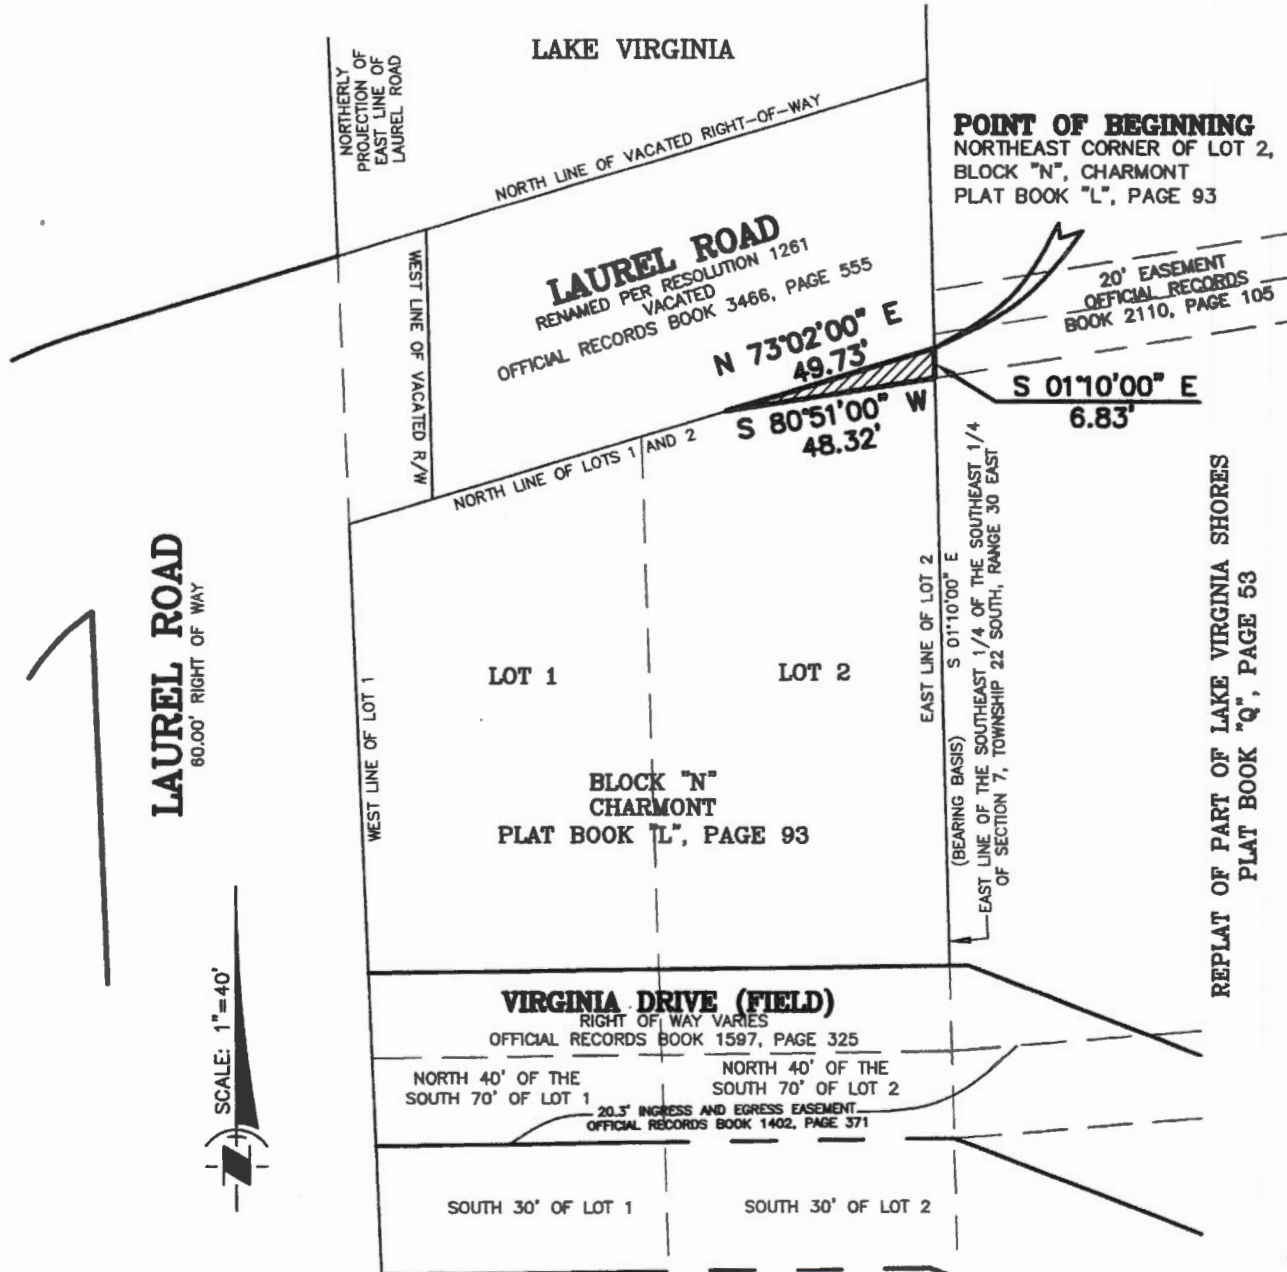 LAKE VIRGINIA
NORTHERLY
PROJECTION OF
EAST LINE OF
LAUREL ROAD
NORTH LINE OF VACATED RIGHT-OF-WAY
POINT OF BEGINNING
NORTHEAST CORNER OF LOT 2,
BLOCK "N", CHARMONT
PLAT BOOK "L", PAGE 93
WEST LINE OF VACATED R/W
LAUREL ROAD
RENAMED PER RESOLUTION 1261
VACATED
OFFICIAL RECORDS BOOK 3466, PAGE 555
20' EASEMENT
OFFICIAL RECORDS
BOOK 2110, PAGE 105
N 73°02'00" E
49.73'
S 80°51'00" W
48.32'
S 01°10'00" E
6.83'
NORTH LINE OF LOTS 1 AND 2
LAUREL ROAD
60.00' RIGHT OF WAY
WEST LINE OF LOT 1
LOT 1
LOT 2
EAST LINE OF LOT 2
(BEARING BASIS) S 01°10'00" E
EAST LINE OF THE SOUTHEAST 1/4 OF THE SOUTHEAST 1/4
OF SECTION 7, TOWNSHIP 22 SOUTH, RANGE 30 EAST
REPLAT OF PART OF LAKE VIRGINIA SHORES
PLAT BOOK "Q", PAGE 53
BLOCK "N"
CHARMONT
PLAT BOOK "L", PAGE 93
SCALE: 1"=40'
VIRGINIA DRIVE (FIELD)
RIGHT OF WAY VARIES
OFFICIAL RECORDS BOOK 1597, PAGE 325
NORTH 40' OF THE
SOUTH 70' OF LOT 1
NORTH 40' OF THE
SOUTH 70' OF LOT 2
20.3' INGRESS AND EGRESS EASEMENT
OFFICIAL RECORDS BOOK 1402, PAGE 371
SOUTH 30' OF LOT 1
SOUTH 30' OF LOT 2